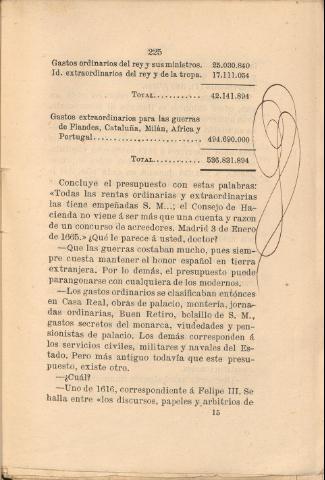 225
Gastos ordinarios del rey y sus ministros. 25.030.840
Id. extraordinarios del rey y de la tropa. 17.111.054
TOTAL........... 42.141.894
Gastos extraordinarios para las guerras
de Flandes, Cataluña, Milán, Africa y
Portugal........................... 494.690.000
TOTAL........... 536.831.894
Concluye el presupuesto con estas palabras:
«Todas las rentas ordinarias y extraordinarias
las tiene empeñadas S. M...; el Consejo de Ha-
cienda no viene á ser más que una cuenta y razon
de un concurso de acreedores. Madrid 3 de Enero
de 1665.» ¿Qué le parece á usted, doctor?
—Que las guerras costaban mucho, pues siem-
pre cuesta mantener el honor español en tierra
extranjera. Por lo demás, el presupuesto puede
parangonarse con cualquiera de los modernos.
—Los gastos ordinarios se clasificaban entónces
en Casa Real, obras de palacio, montería, jorna-
das ordinarias, Buen Retiro, bolsillo de S. M.,
gastos secretos del monarca, viudedades y pen-
sionistas de palacio. Los demás corresponden á
los servicios civiles, militares y navales del Es-
tado. Pero más antiguo todavía que este presu-
puesto, existe otro.
—¿Cuál?
—Uno de 1616, correspondiente á Felipe III. Se
halla entre «los discursos, papeles y arbitrios de
15